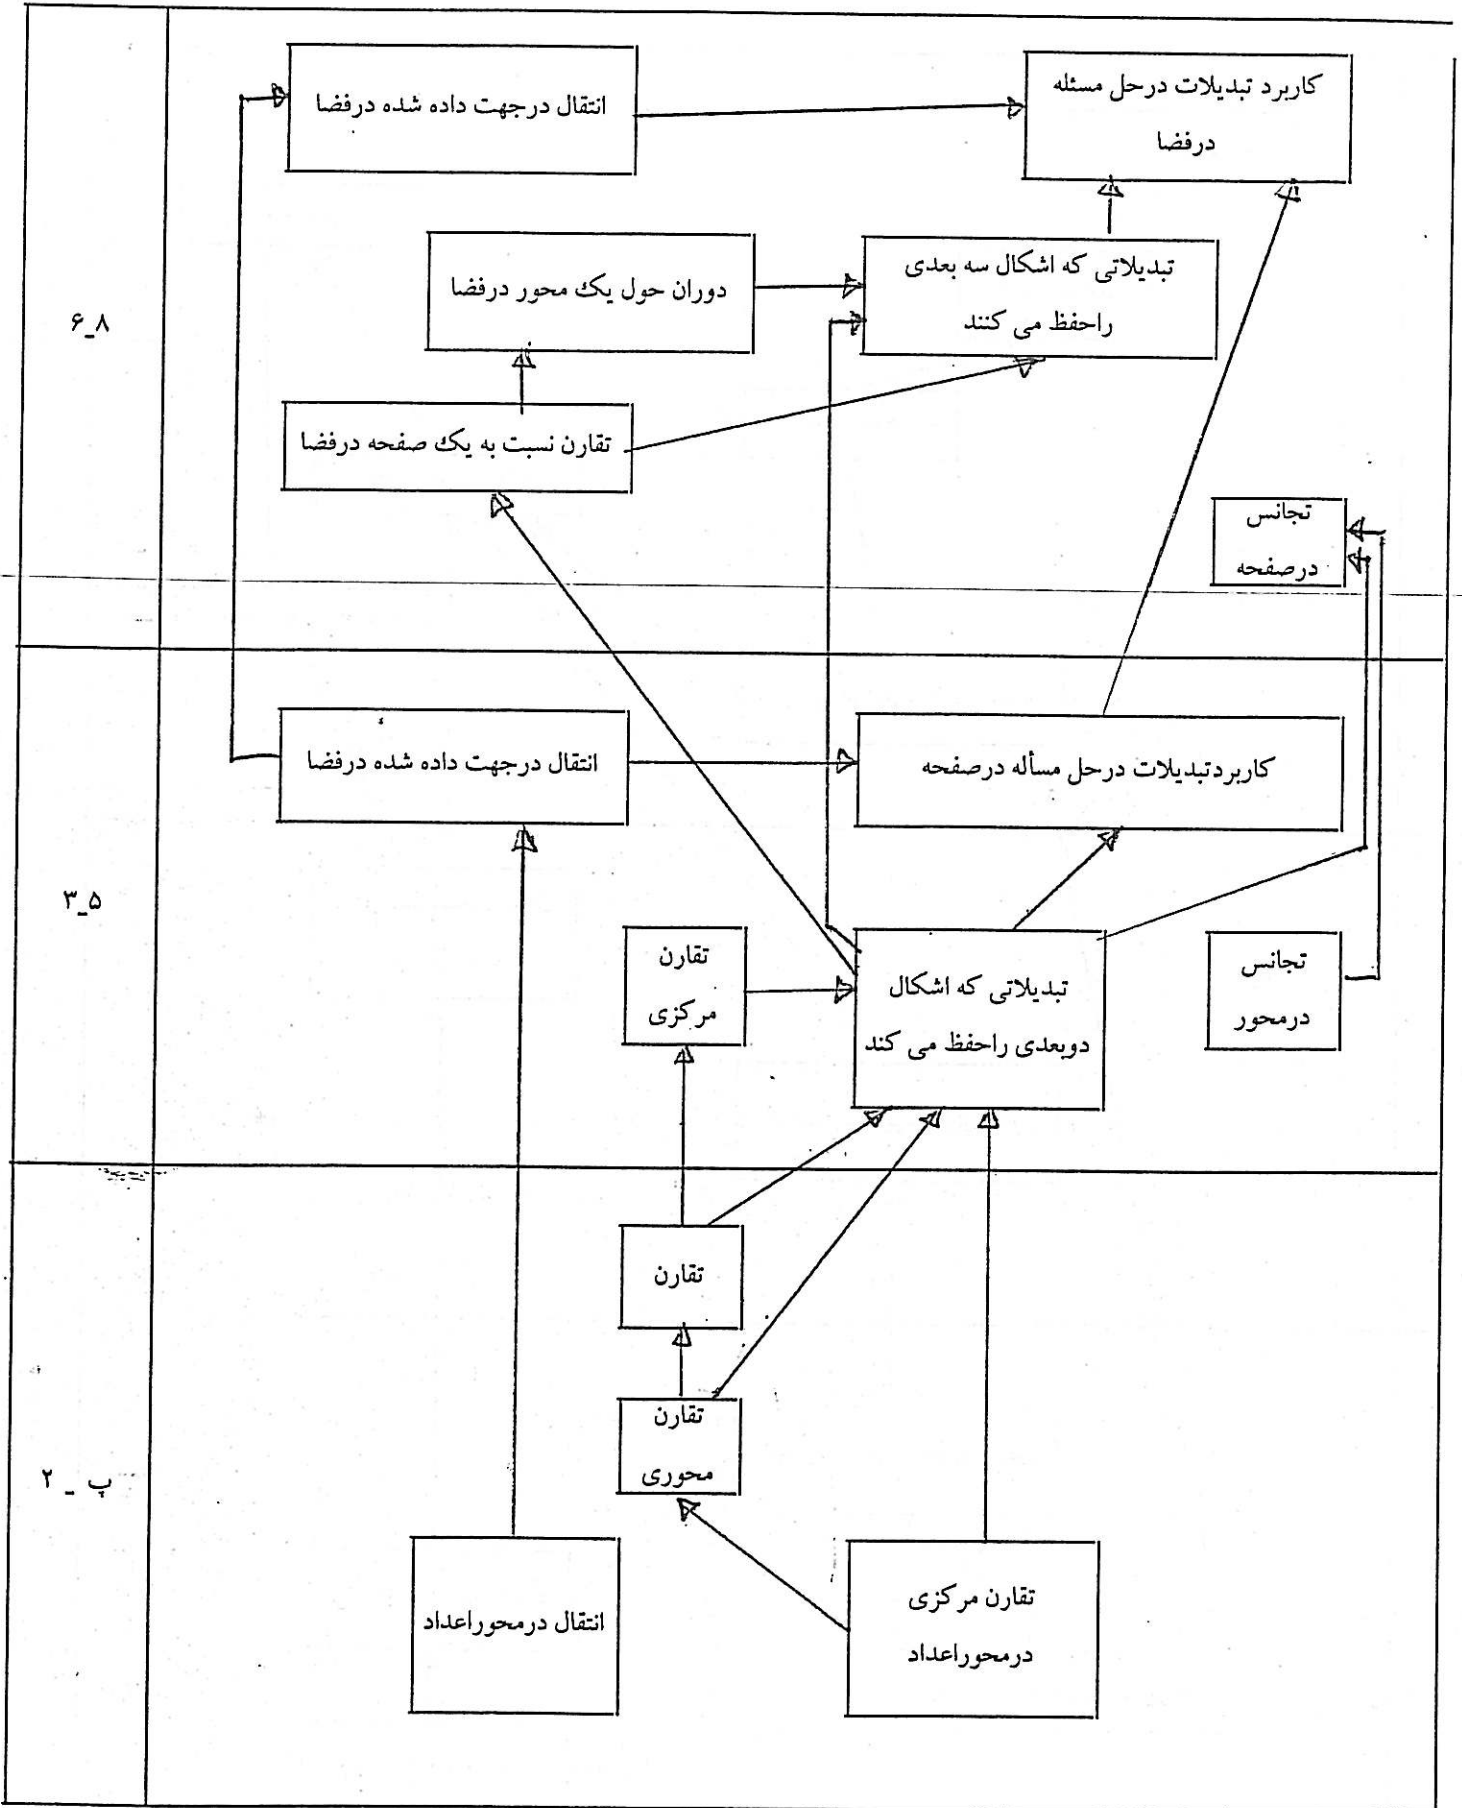 کاربرد تبدیلات درحل مسئله
درفضا
انتقال درجهت داده شده درفضا
تبدیلاتی که اشکال سه بعدی
راحفظ می کنند
دوران حول یک محور درفضا
۶_۸
تقارن نسبت به یک صفحه درفضا
تجانس
درصفحه
کاربردتبدیلات درحل مسأله درصفحه
انتقال درجهت داده شده درفضا
۳_۵
تجانس
درمحور
تبدیلاتی که اشکال
دوبعدی راحفظ می کند
تقارن
مرکزی
تقارن
تقارن
محوری
پ _ ۲
تقارن مرکزی
درمحوراعداد
انتقال درمحوراعداد